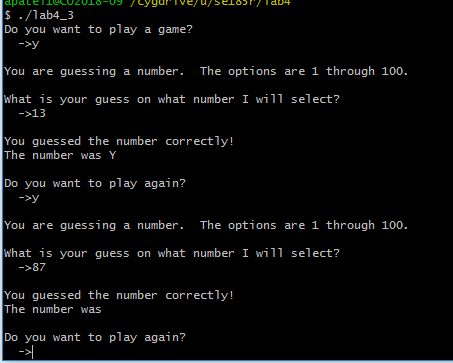 /cygdrive/u/se185r/lab4
$ ./lab4_3
Do you want to play a game?
->y
You are guessing a number.  The options are 1 through 100.
What is your guess on what number I will select?
->13
You guessed the number correctly!
The number was Y
Do you want to play again?
->y
You are guessing a number.  The options are 1 through 100.
What is your guess on what number I will select?
->87
You guessed the number correctly!
The number was
Do you want to play again?
->